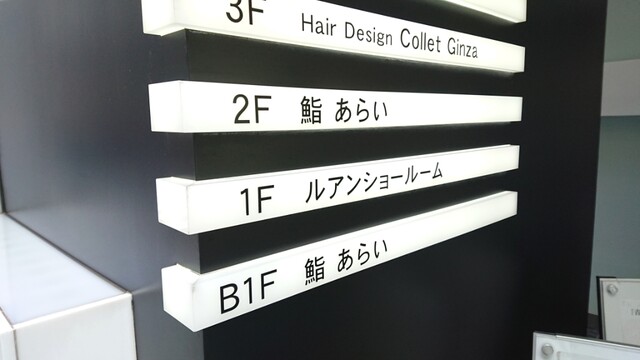 3F Hair Design Collet Ginza
2F 鮨 あらい
1F ルアンショールーム
B1F 鮨 あらい